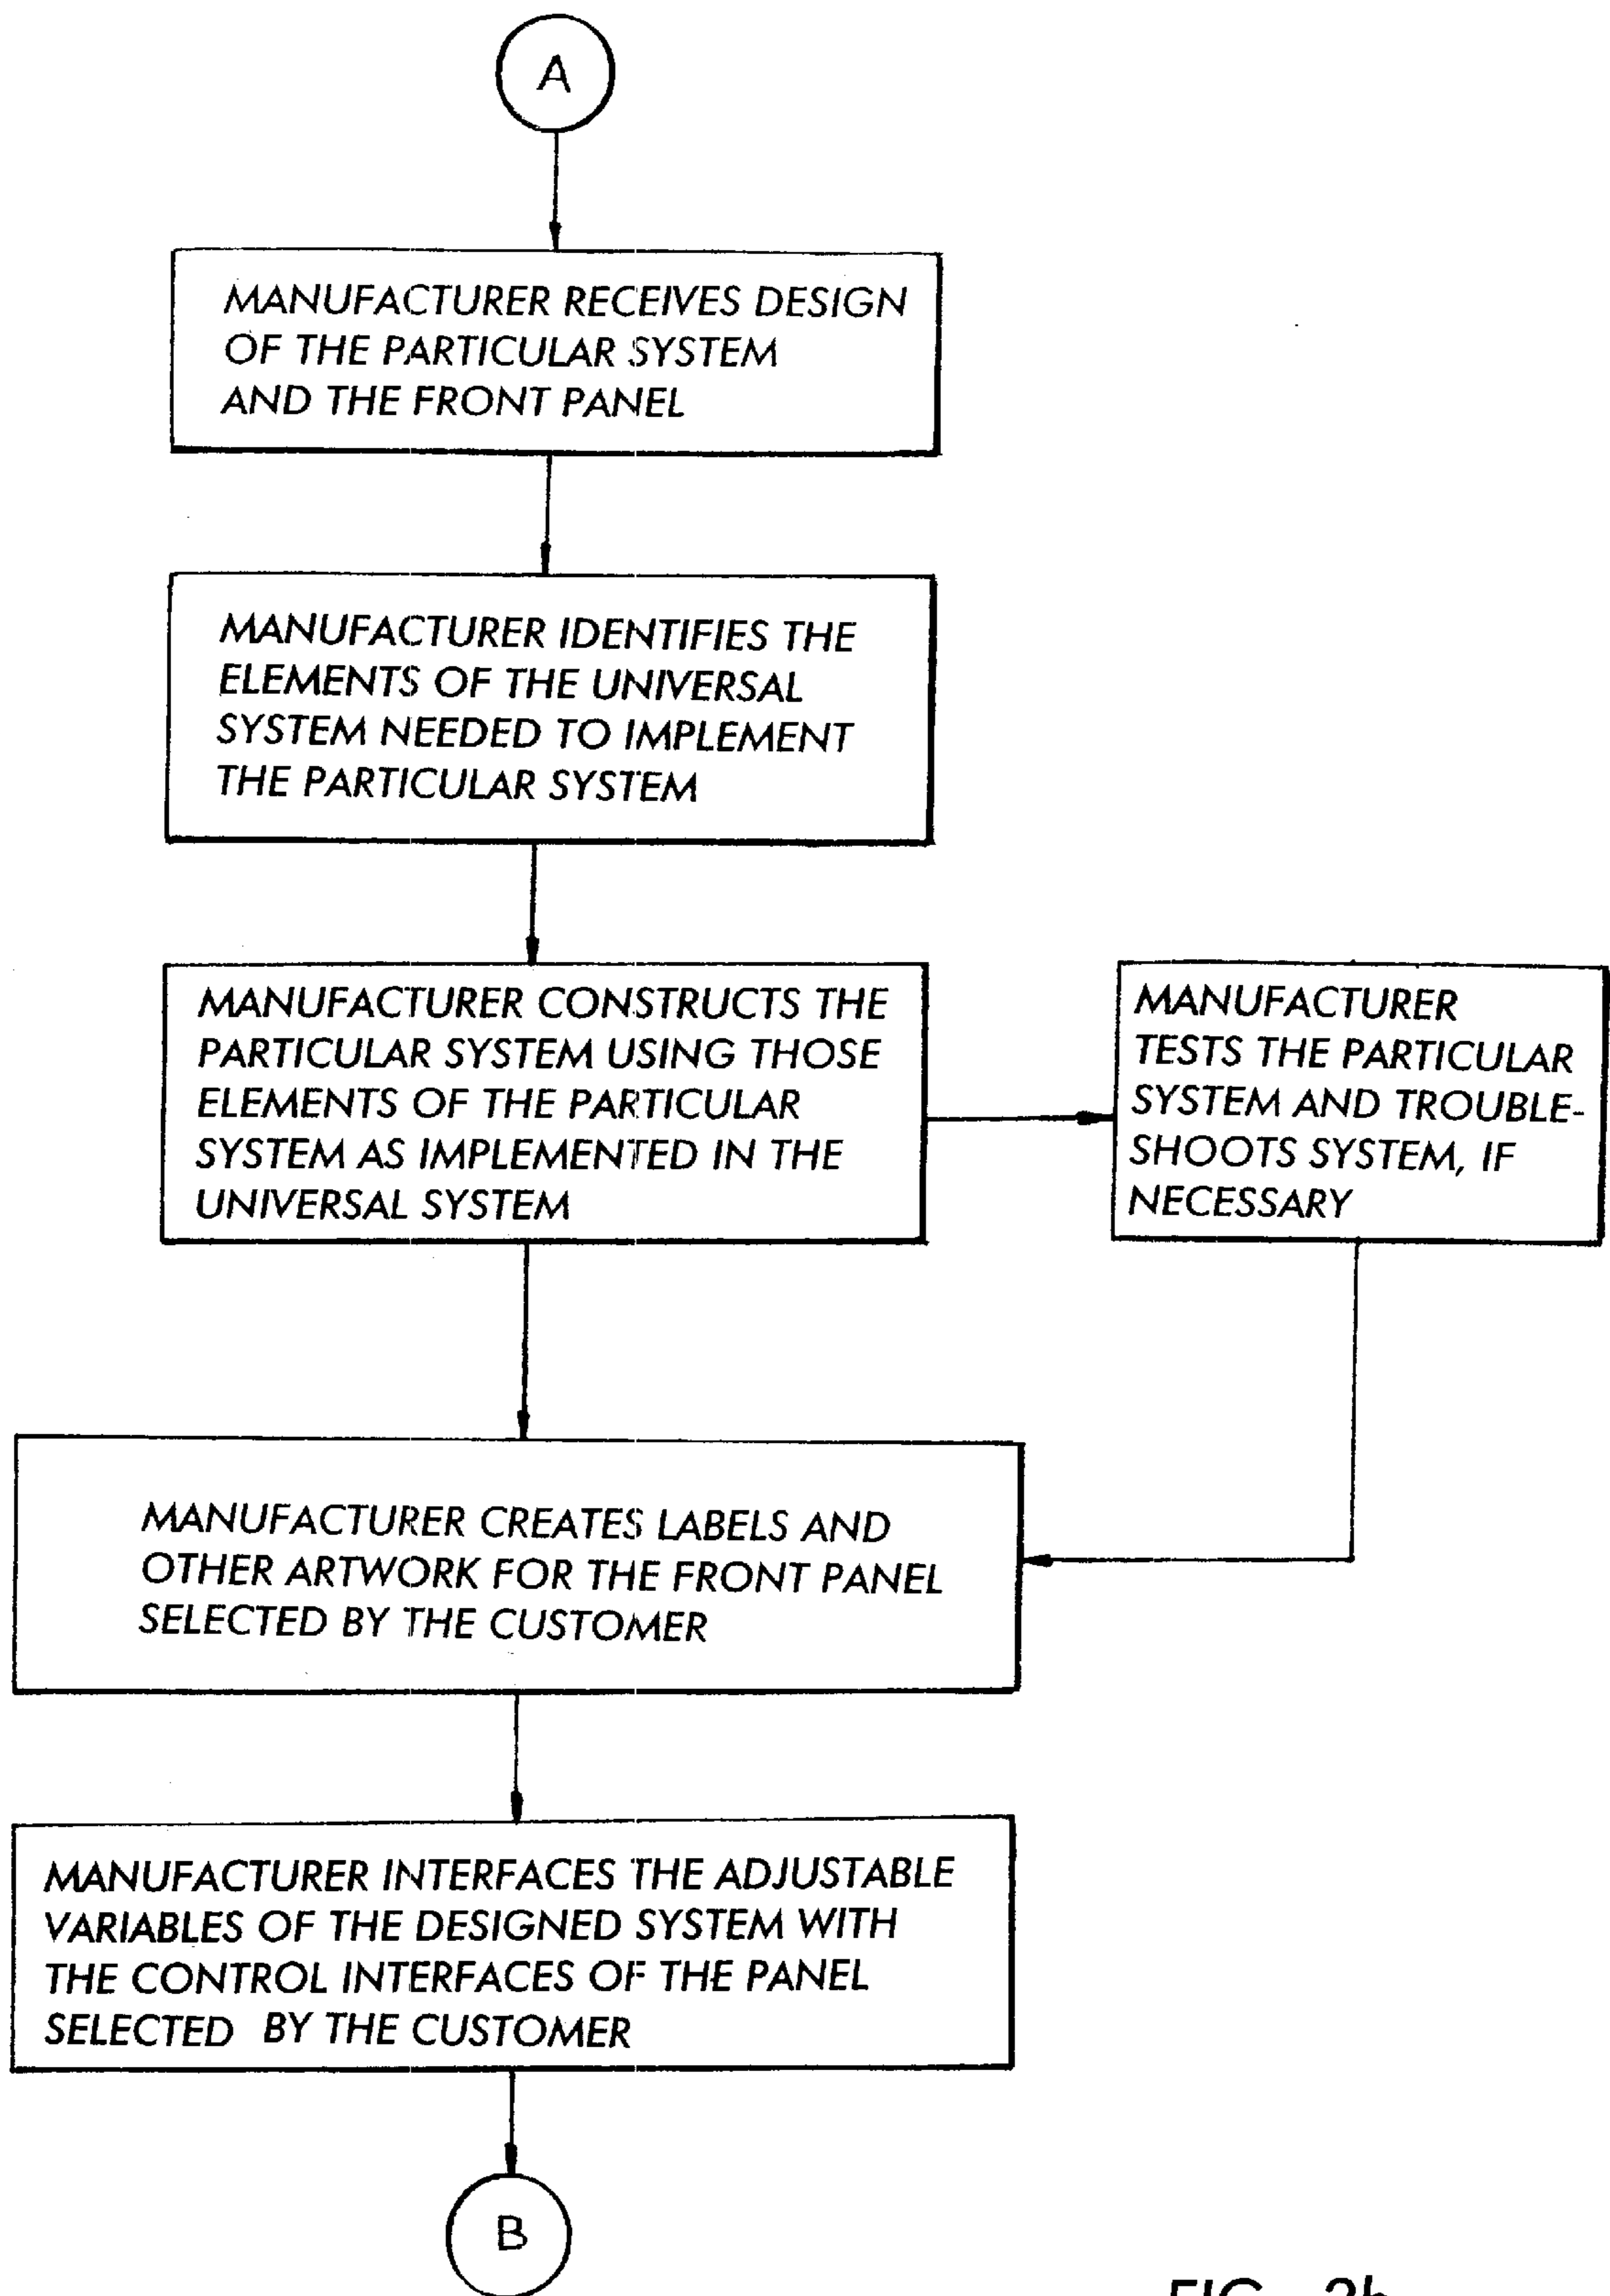 A
MANUFACTURER RECEIVES DESIGN
OF THE PARTICULAR SYSTEM
AND THE FRONT PANEL
MANUFACTURER IDENTIFIES THE
ELEMENTS OF THE UNIVERSAL
SYSTEM NEEDED TO IMPLEMENT
THE PARTICULAR SYSTEM
MANUFACTURER CONSTRUCTS THE
PARTICULAR SYSTEM USING THOSE
ELEMENTS OF THE PARTICULAR
SYSTEM AS IMPLEMENTED IN THE
UNIVERSAL SYSTEM
MANUFACTURER
TESTS THE PARTICULAR
SYSTEM AND TROUBLE-
SHOOTS SYSTEM, IF
NECESSARY
MANUFACTURER CREATES LABELS AND
OTHER ARTWORK FOR THE FRONT PANEL
SELECTED BY THE CUSTOMER
MANUFACTURER INTERFACES THE ADJUSTABLE
VARIABLES OF THE DESIGNED SYSTEM WITH
THE CONTROL INTERFACES OF THE PANEL
SELECTED BY THE CUSTOMER
B